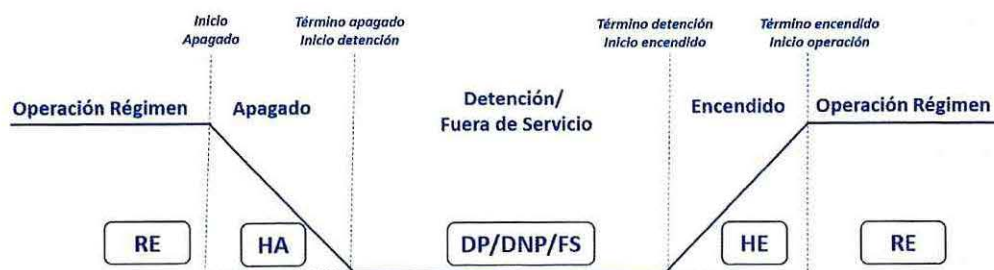 Inicio
Apagado
Término apagado
Inicio detención
Término detención
Inicio encendido
Término encendido
Inicio operación
Operación Régimen
Apagado
Detención/
Fuera de Servicio
Encendido
Operación Régimen
RE
HA
DP/DNP/FS
HE
RE